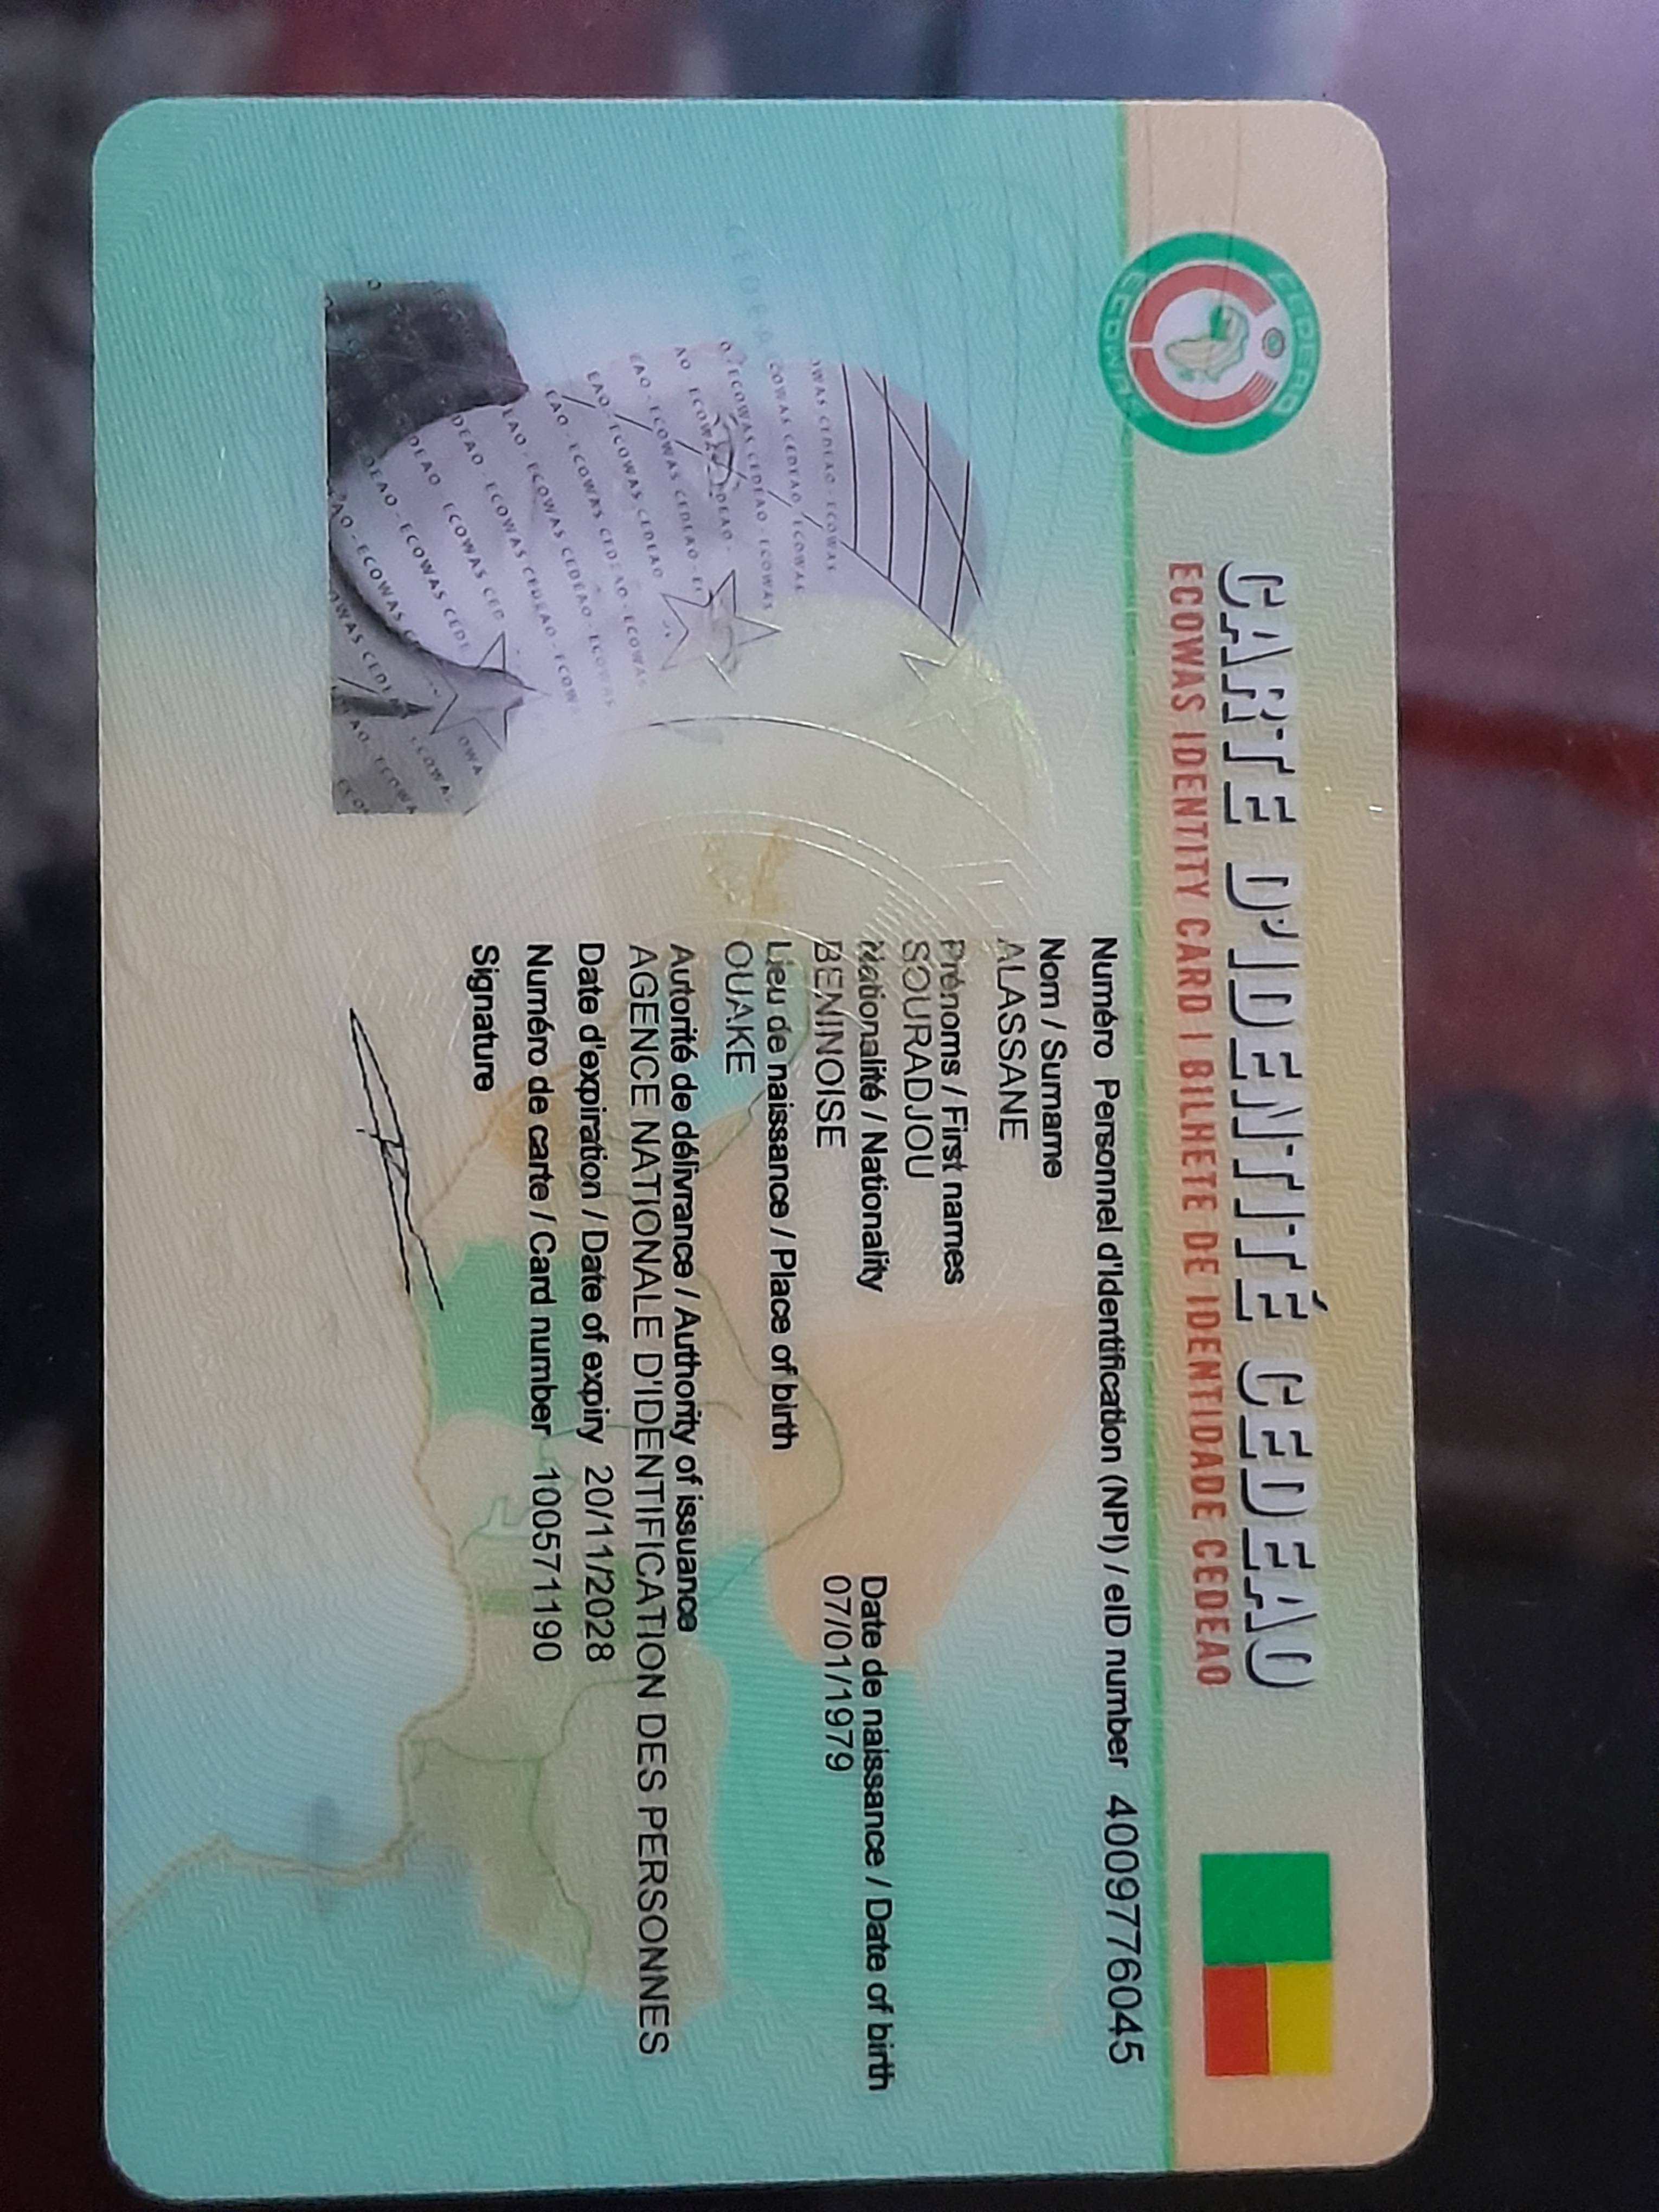 CARTE D'IDENTITÉ CEDEAO
ECOWAS IDENTITY CARD | BILHETE DE IDENTIDADE CEDEAO
CEDEAO
ECOWAS
Numéro Personnel d'Identification (NPI) / eID number 4009776045
Nom / Surname
ALASSANE
Prénoms / First names
SOURADJOU
Nationalité / Nationality
BENINOISE
Date de naissance / Date of birth
07/01/1979
Lieu de naissance / Place of birth
OUAKE
Autorité de délivrance / Authority of issuance
AGENCE NATIONALE D'IDENTIFICATION DES PERSONNES
Date d'expiration / Date of expiry 20/11/2028
Numéro de carte / Card number 100571190
Signature